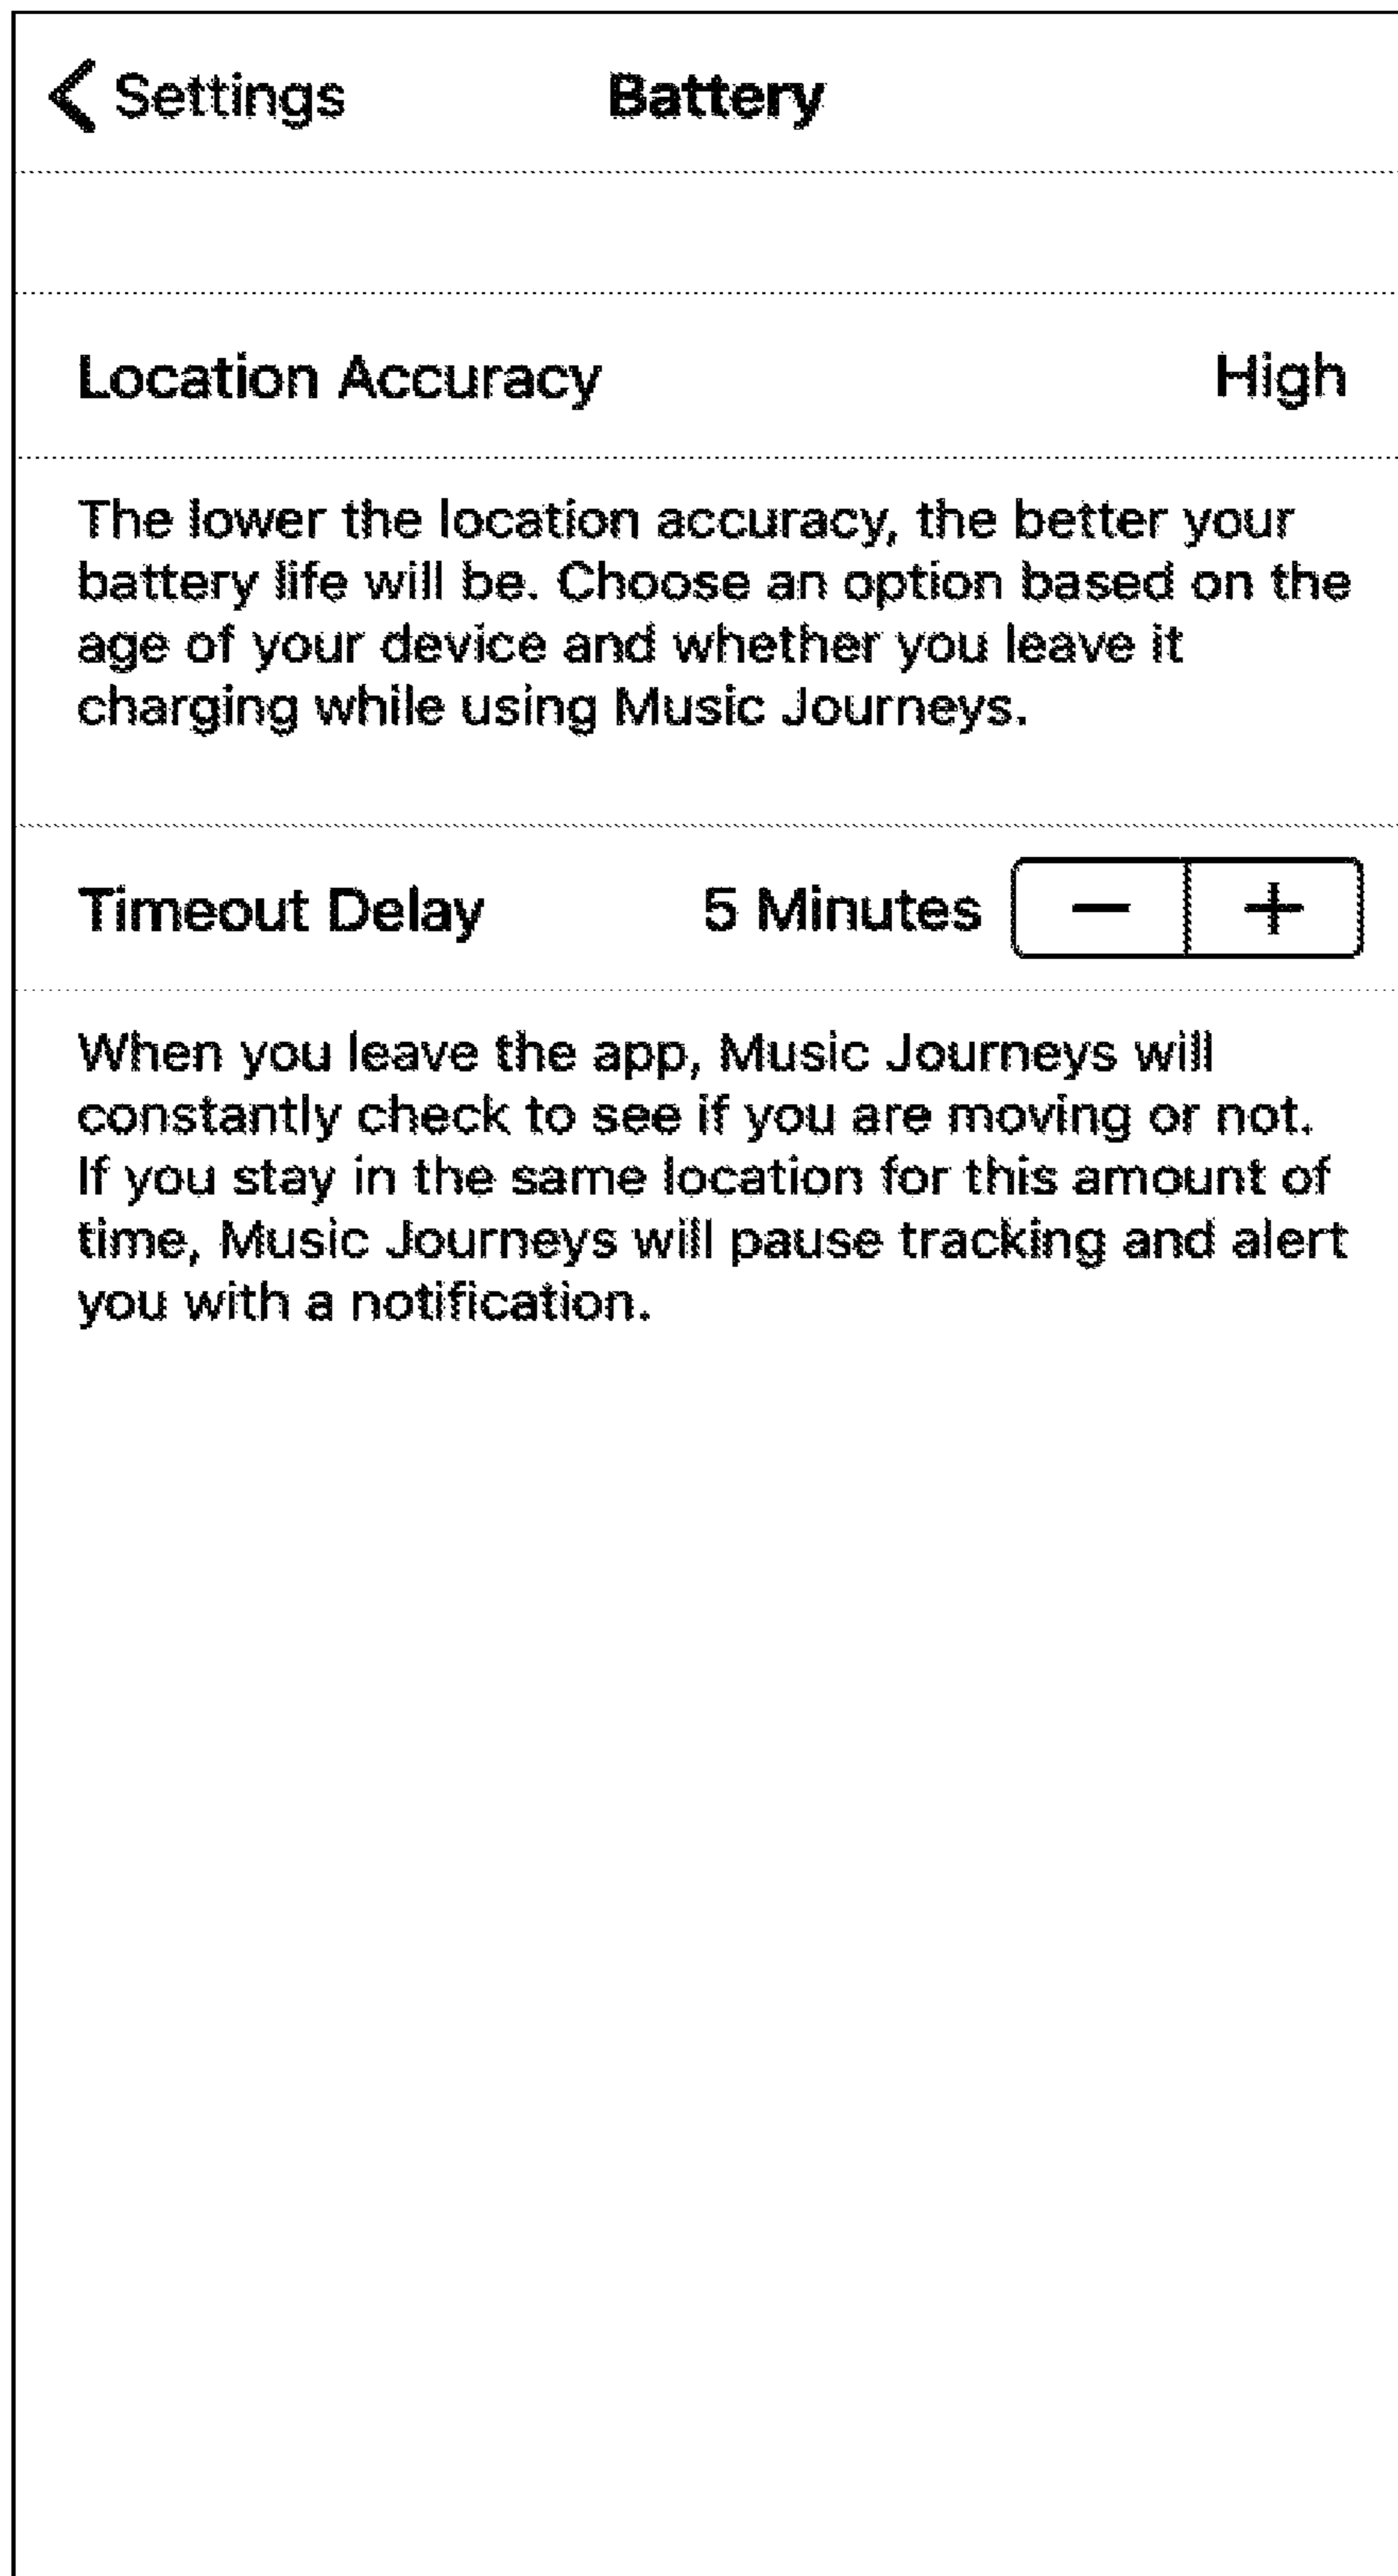 Settings Battery
Location Accuracy High
The lower the location accuracy, the better your
battery life will be. Choose an option based on the
age of your device and whether you leave it
charging while using Music Journeys.
Timeout Delay 5 Minutes − +
When you leave the app, Music Journeys will
constantly check to see if you are moving or not.
If you stay in the same location for this amount of
time, Music Journeys will pause tracking and alert
you with a notification.